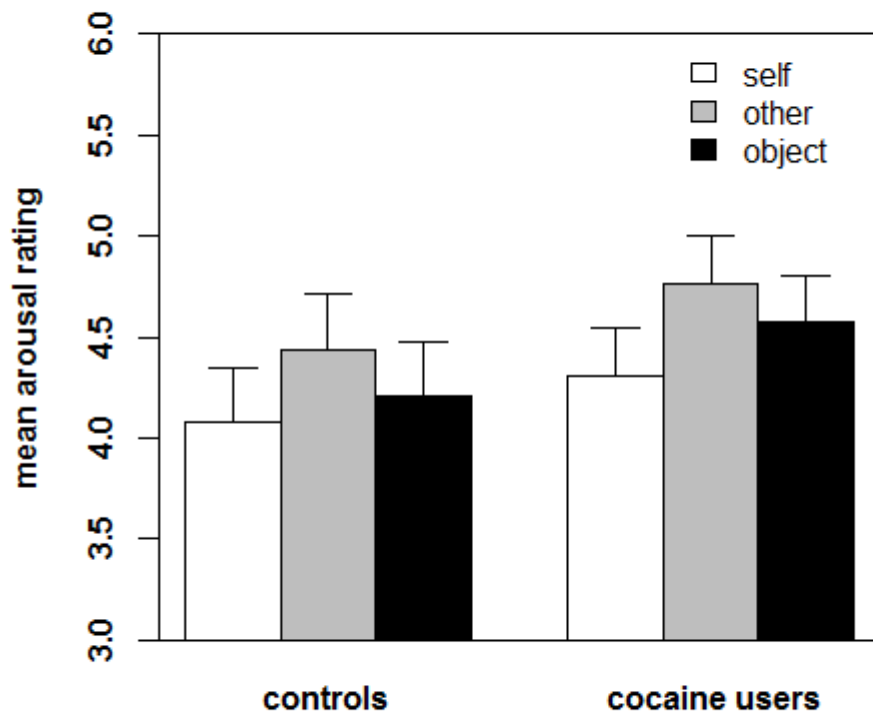 mean arousal rating
6.0
5.5
5.0
4.5
4.0
3.5
3.0
self
other
object
controls
cocaine users